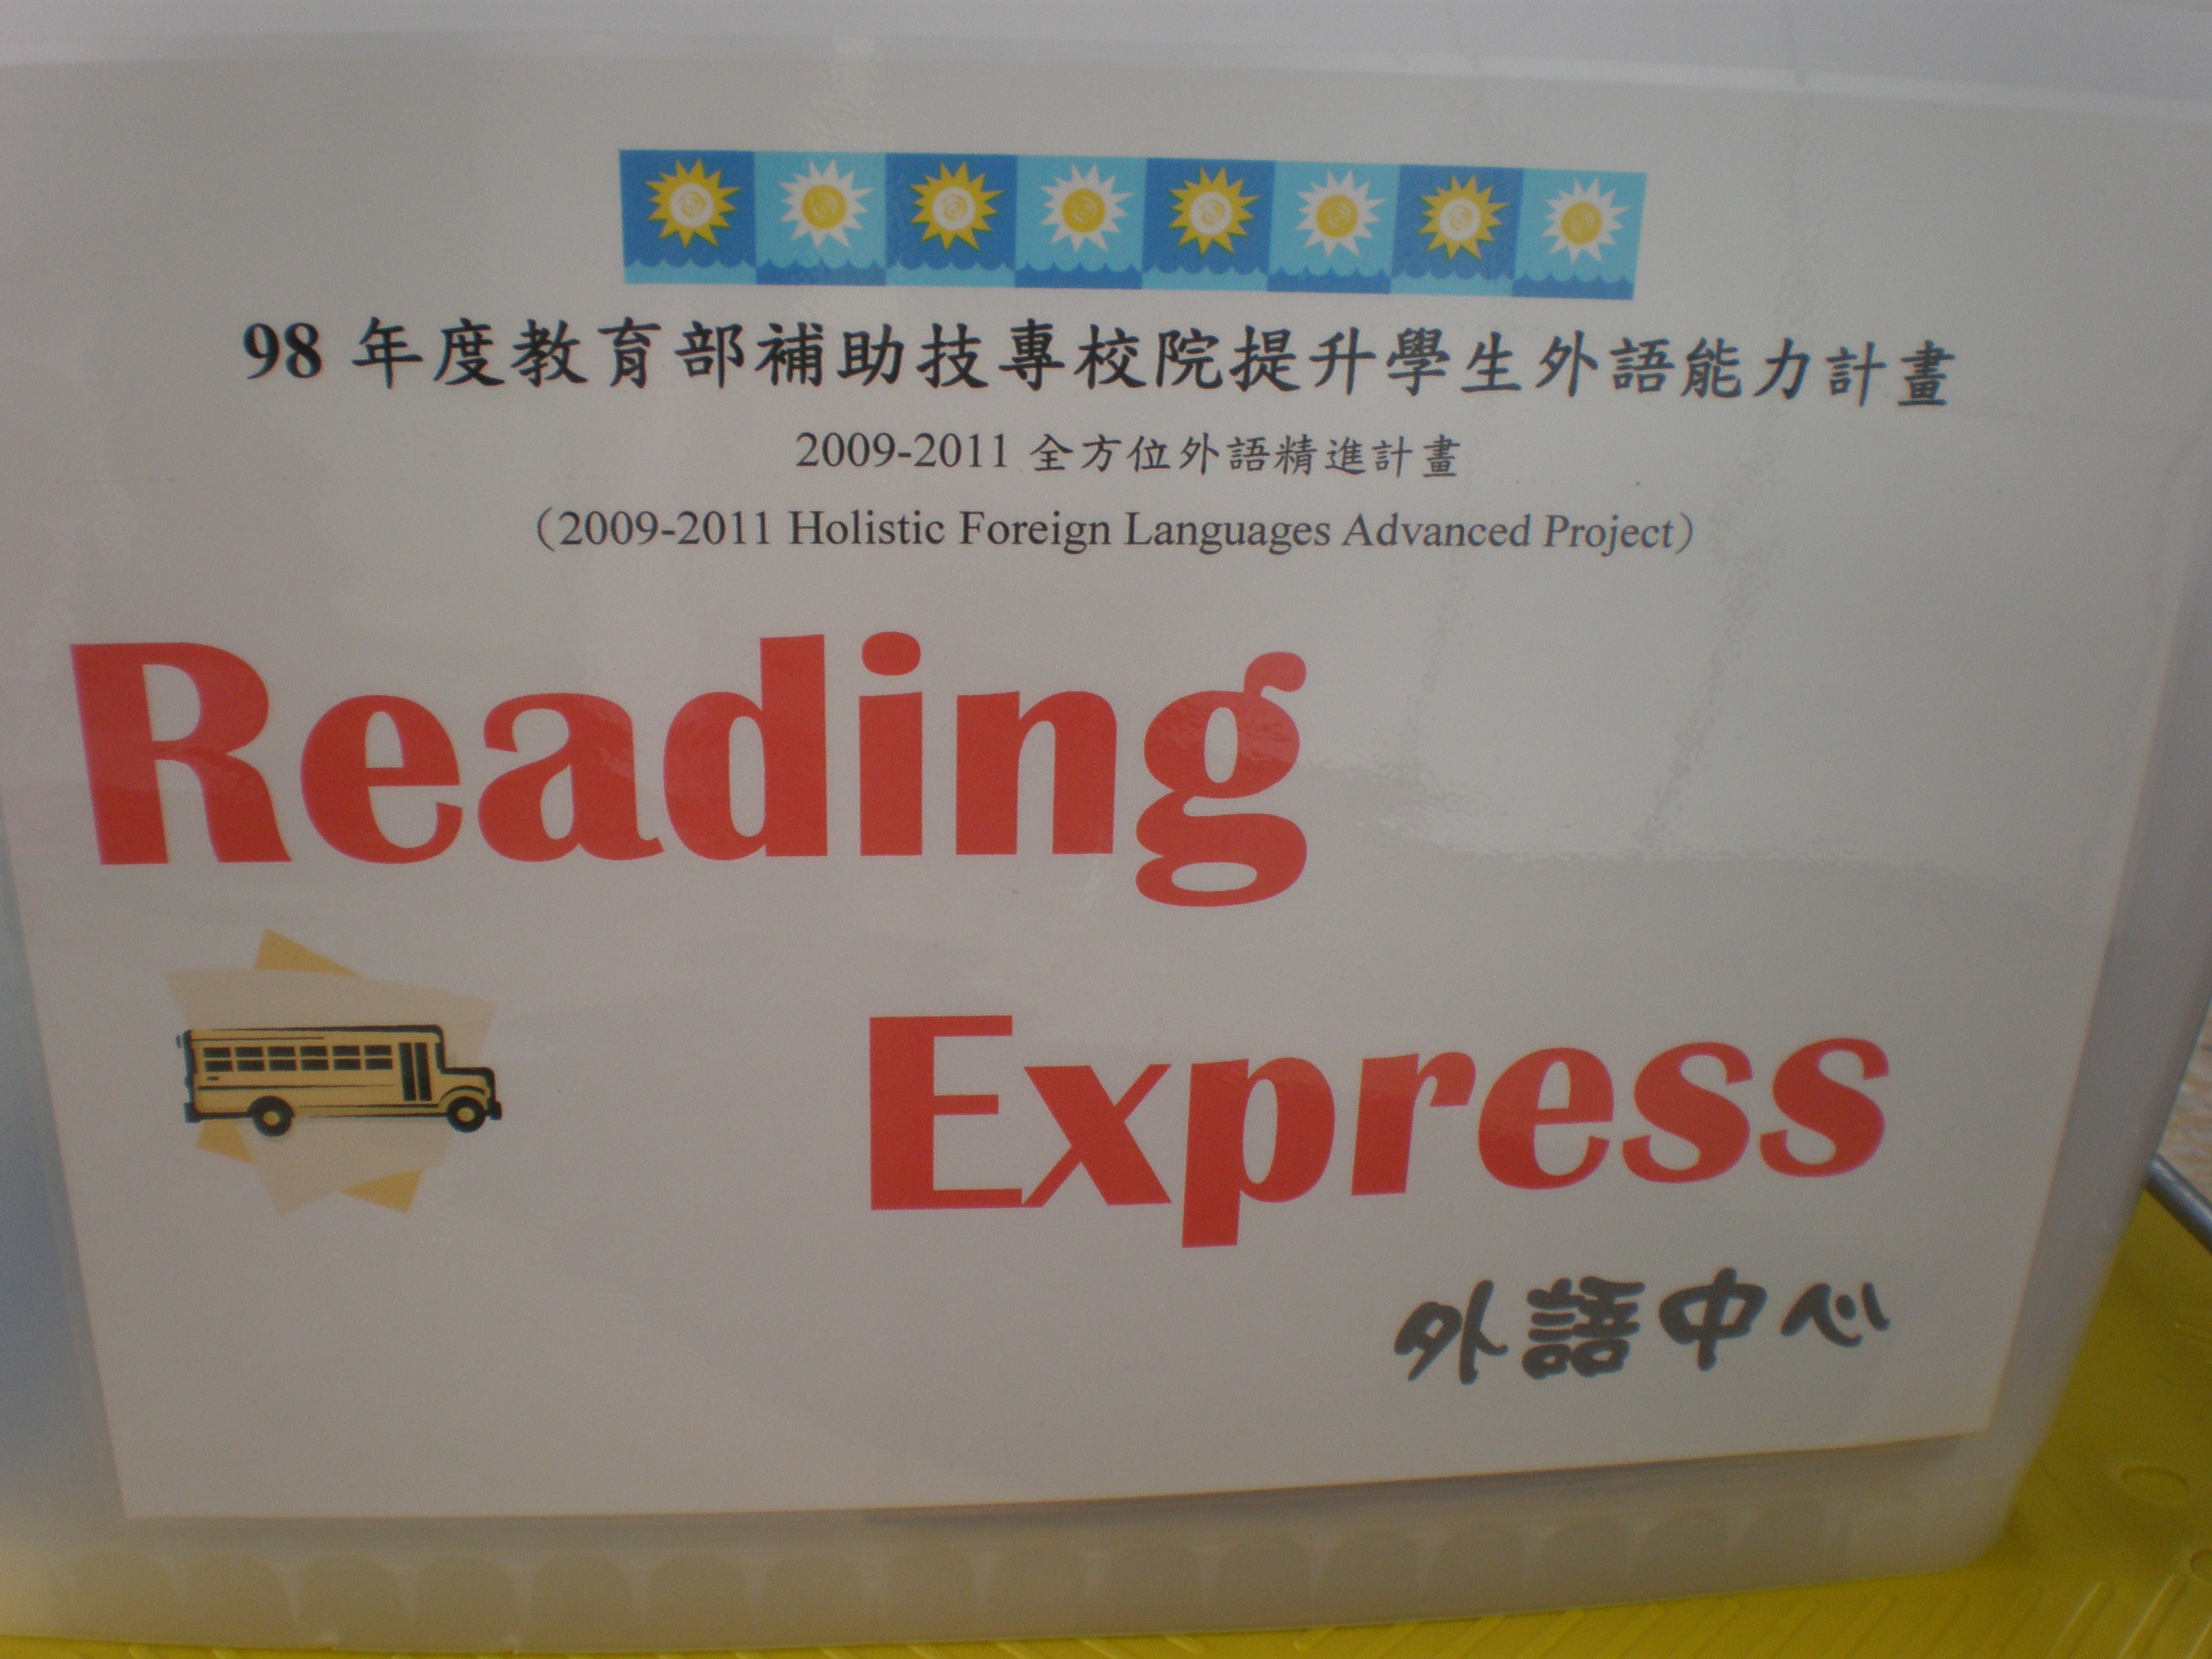 98 年度教育部補助技專校院提升學生外語能力計畫
2009-2011 全方位外語精進計畫
（2009-2011 Holistic Foreign Languages Advanced Project）
Reading
Express
外語中心